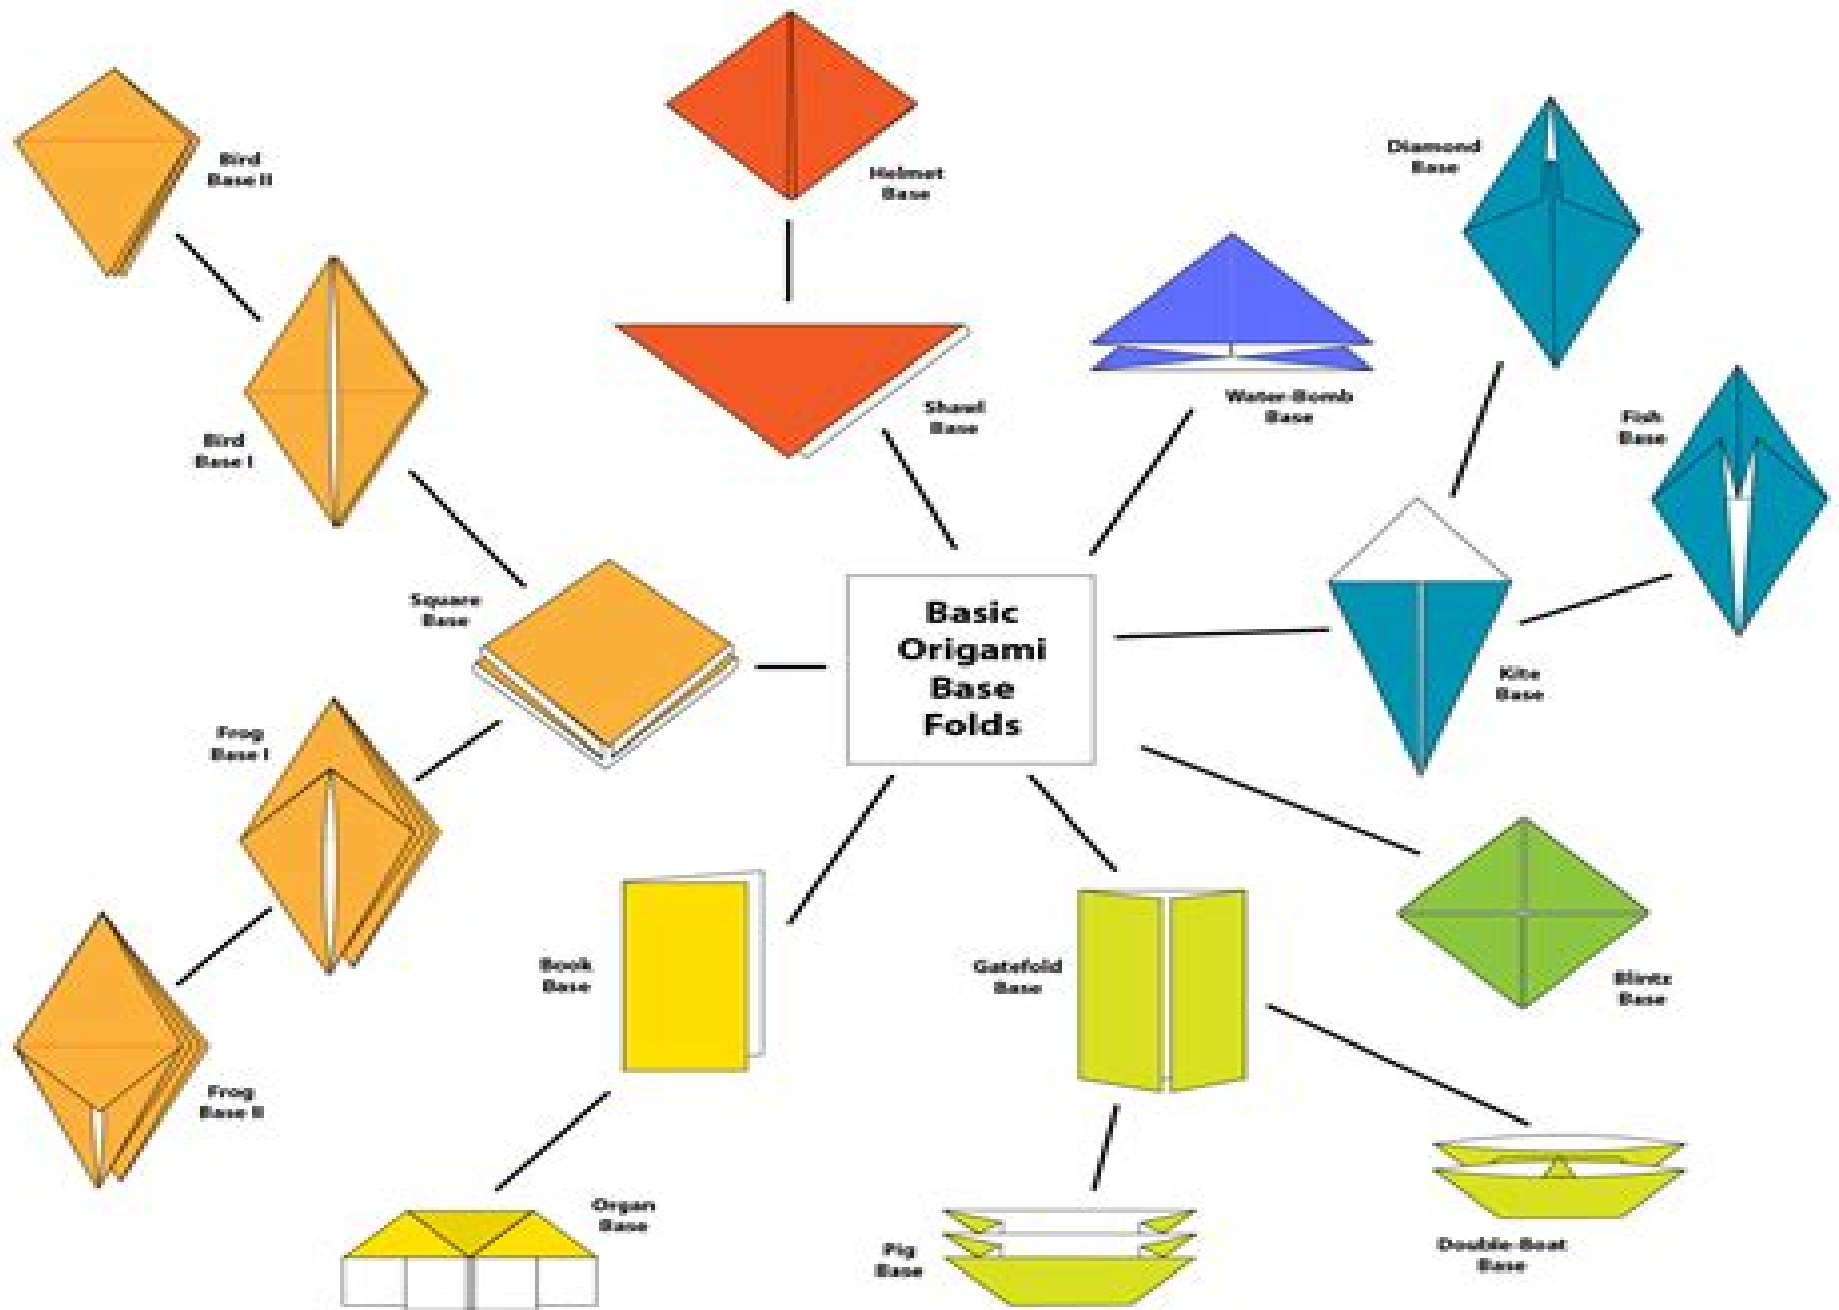 Bird
Base II
Helmet
Base
Diamond
Base
Water-Bomb
Base
Shawl
Base
Fish
Base
Bird
Base I
Square
Base
Basic
Origami
Base
Folds
Kite
Base
Frog
Base I
Book
Base
Gatefold
Base
Blintz
Base
Frog
Base II
Organ
Base
Pig
Base
Double-Boat
Base